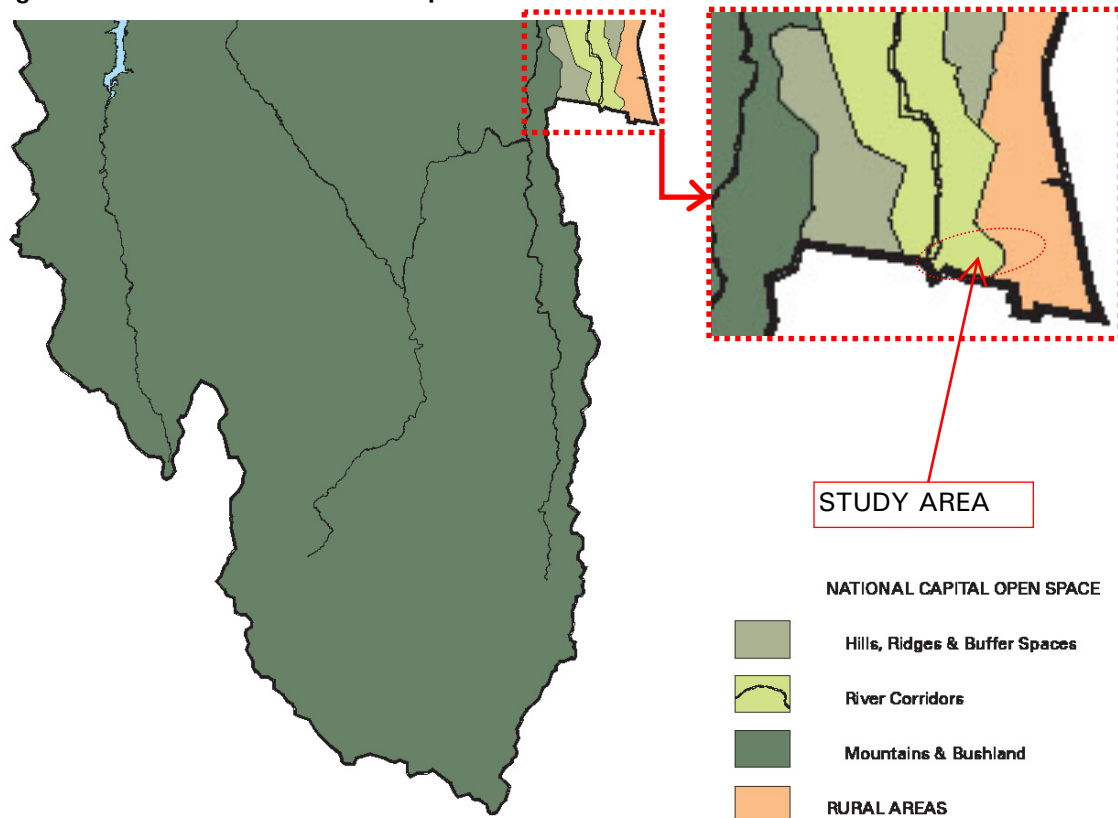 STUDY AREA
NATIONAL CAPITAL OPEN SPACE
Hills, Ridges & Buffer Spaces
River Corridors
Mountains & Bushland
RURAL AREAS